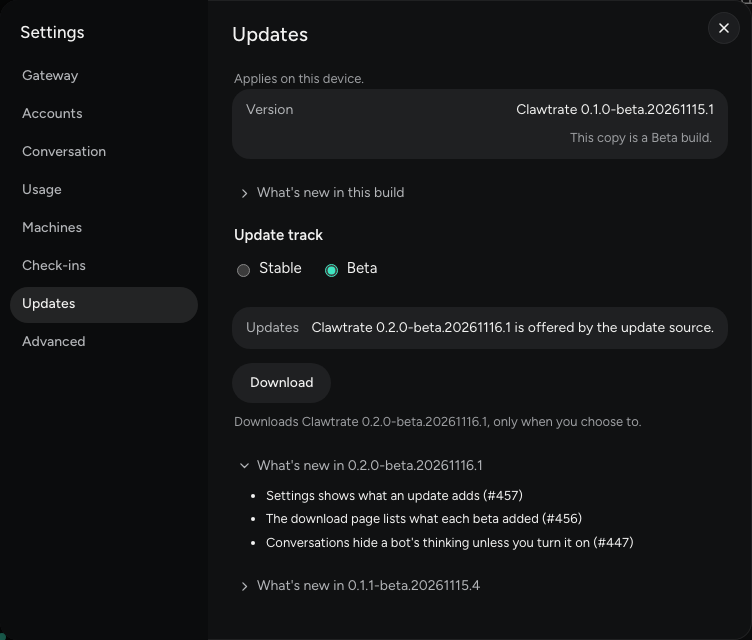 Settings
Gateway
Accounts
Conversation
Usage
Machines
Check-ins
Updates
Advanced
Updates
Applies on this device.
Version Clawtrate 0.1.0-beta.20261115.1
This copy is a Beta build.
What's new in this build
Update track
Stable Beta
Updates Clawtrate 0.2.0-beta.20261116.1 is offered by the update source.
Download
Downloads Clawtrate 0.2.0-beta.20261116.1, only when you choose to.
What's new in 0.2.0-beta.20261116.1
• Settings shows what an update adds (#457)
• The download page lists what each beta added (#456)
• Conversations hide a bot's thinking unless you turn it on (#447)
What's new in 0.1.1-beta.20261115.4